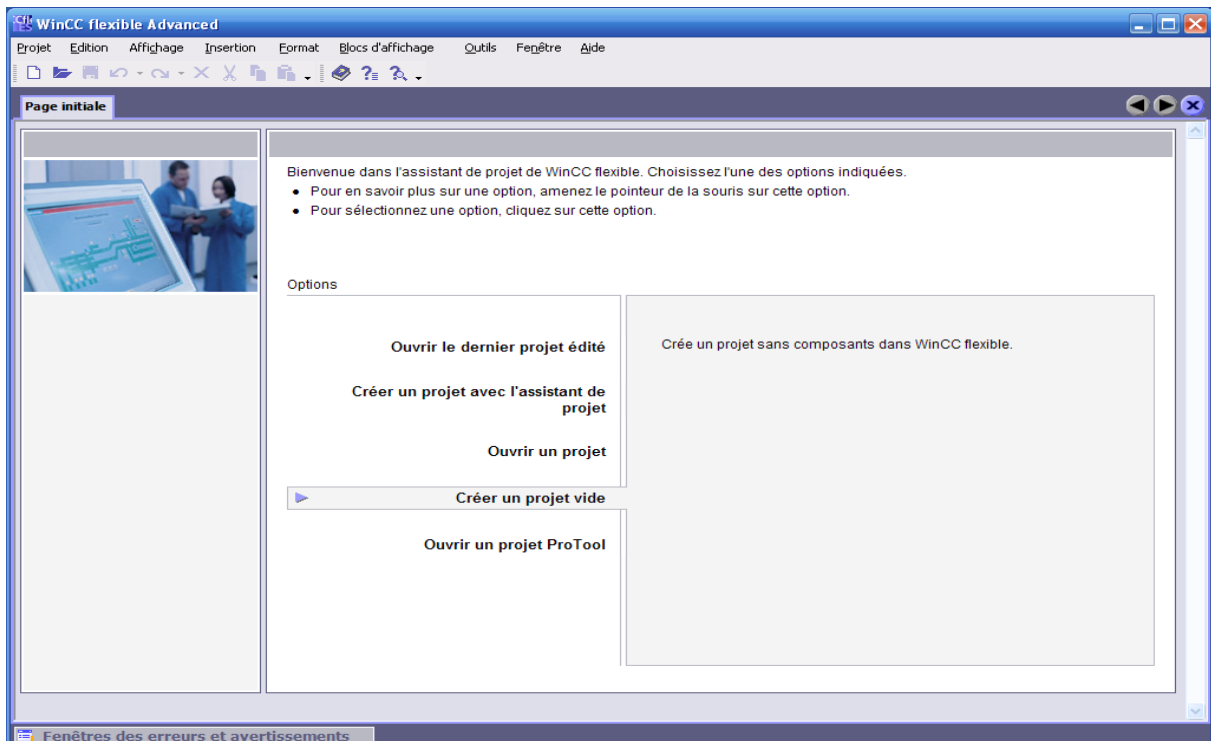 WinCC flexible Advanced
Projet Edition Affichage Insertion Format Blocs d'affichage Outils Fenêtre Aide
Page initiale
Bienvenue dans l'assistant de projet de WinCC flexible. Choisissez l'une des options indiquées.
• Pour en savoir plus sur une option, amenez le pointeur de la souris sur cette option.
• Pour sélectionnez une option, cliquez sur cette option.
Options
Ouvrir le dernier projet édité
Crée un projet sans composants dans WinCC flexible.
Créer un projet avec l'assistant de
projet
Ouvrir un projet
Créer un projet vide
Ouvrir un projet ProTool
Fenêtres des erreurs et avertissements